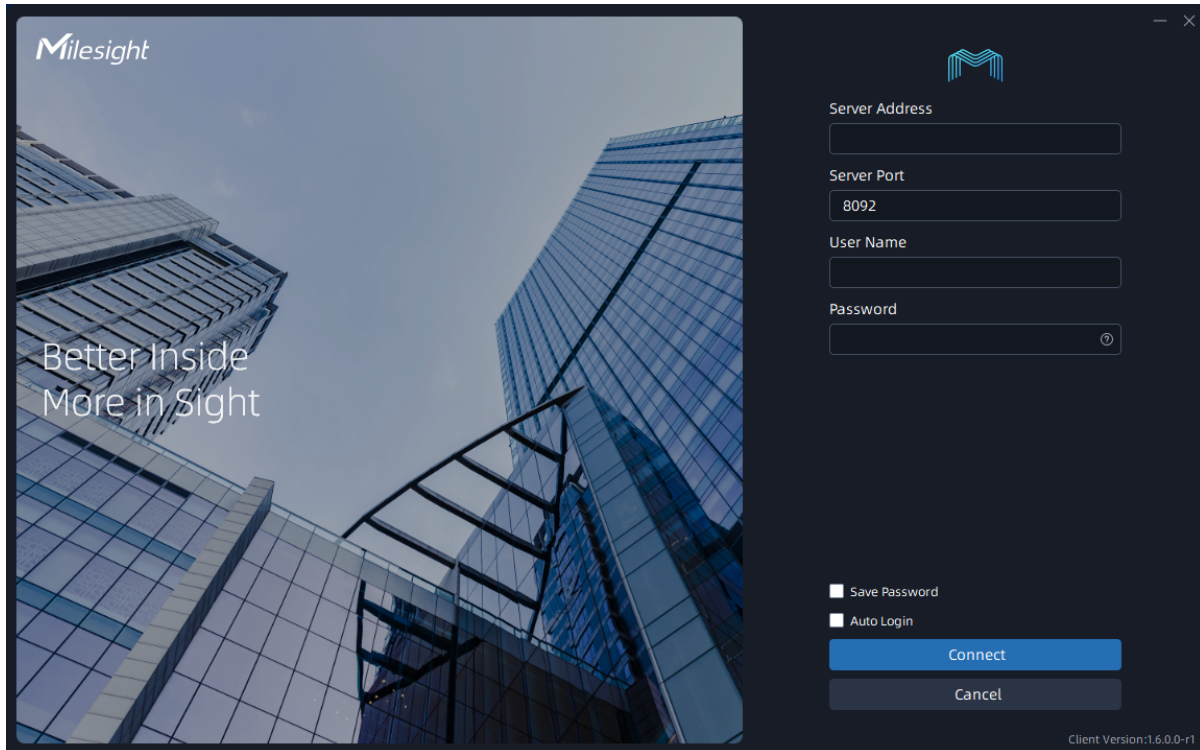 Milesight
Better Inside
More in Sight
Server Address
Server Port
8092
User Name
Password
Save Password
Auto Login
Connect
Cancel
Client Version:1.6.0.0-r1